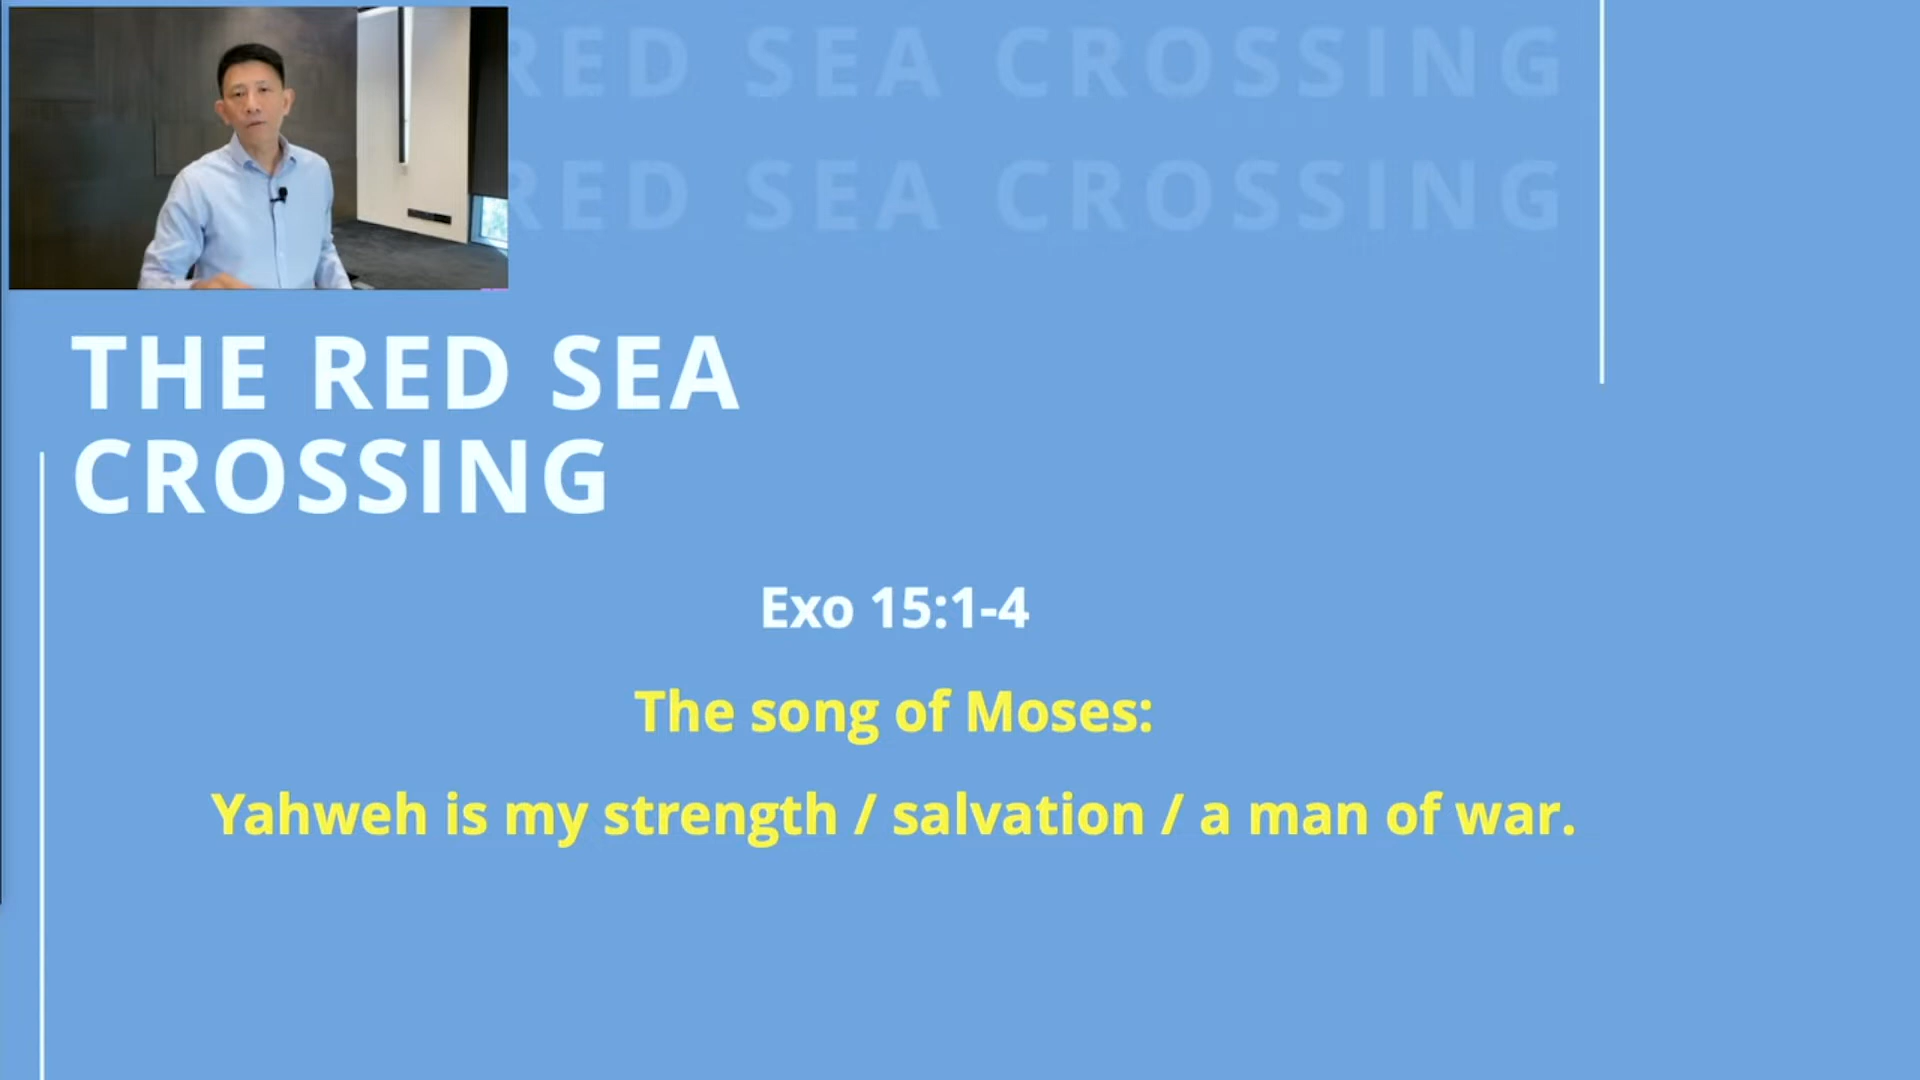 RED SEA CROSSING
RED SEA CROSSING
THE RED SEA
CROSSING
Exo 15:1-4
The song of Moses:
Yahweh is my strength / salvation / a man of war.